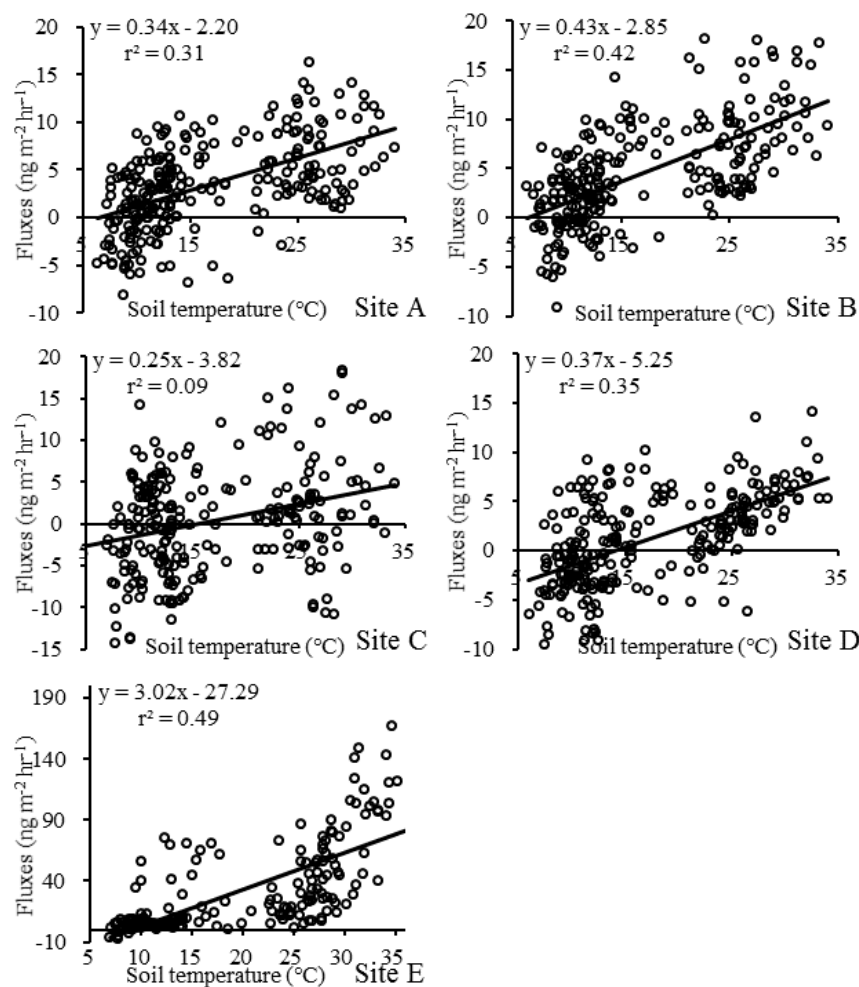 y = 0.34x - 2.20
r² = 0.31
20
15
10
5
0
-5
-10
5
15
25
35
Fluxes (ng m⁻² hr⁻¹)
Soil temperature (°C)
Site A
y = 0.43x - 2.85
r² = 0.42
20
15
10
5
0
-5
-10
5
15
25
35
Fluxes (ng m⁻² hr⁻¹)
Soil temperature (°C)
Site B
y = 0.25x - 3.82
r² = 0.09
20
15
10
5
0
-5
-10
-15
5
15
25
35
Fluxes (ng m⁻² hr⁻¹)
Soil temperature (°C)
Site C
y = 0.37x - 5.25
r² = 0.35
20
15
10
5
0
-5
-10
5
15
25
35
Fluxes (ng m⁻² hr⁻¹)
Soil temperature (°C)
Site D
y = 3.02x - 27.29
r² = 0.49
190
140
90
40
-10
5
10
15
20
25
30
35
Fluxes (ng m⁻² hr⁻¹)
Soil temperature (°C)
Site E